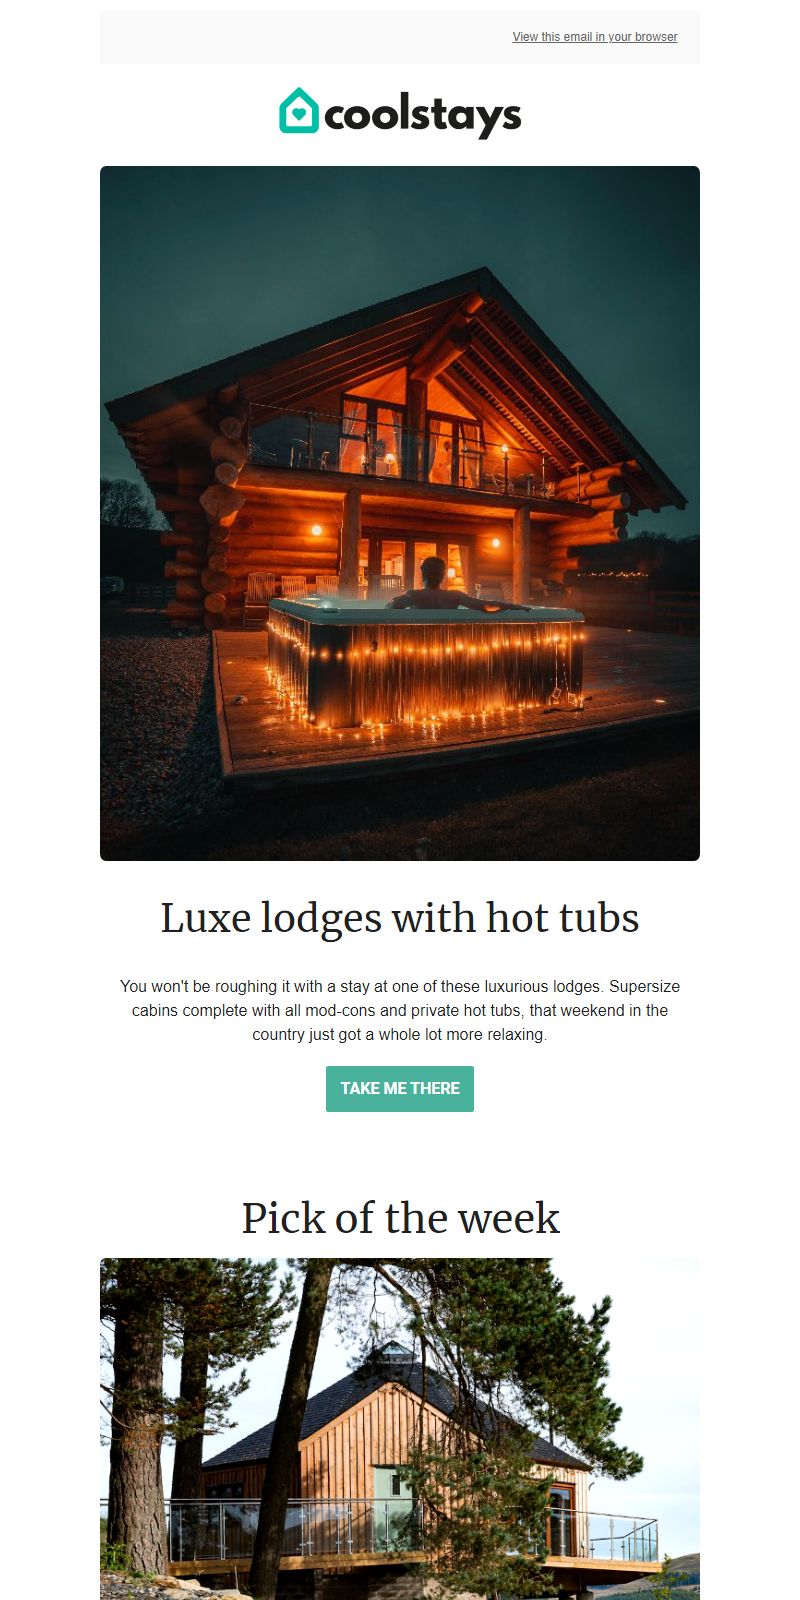 View this email in your browser
coolstays
Luxe lodges with hot tubs
You won't be roughing it with a stay at one of these luxurious lodges. Supersize
cabins complete with all mod-cons and private hot tubs, that weekend in the
country just got a whole lot more relaxing.
TAKE ME THERE
Pick of the week